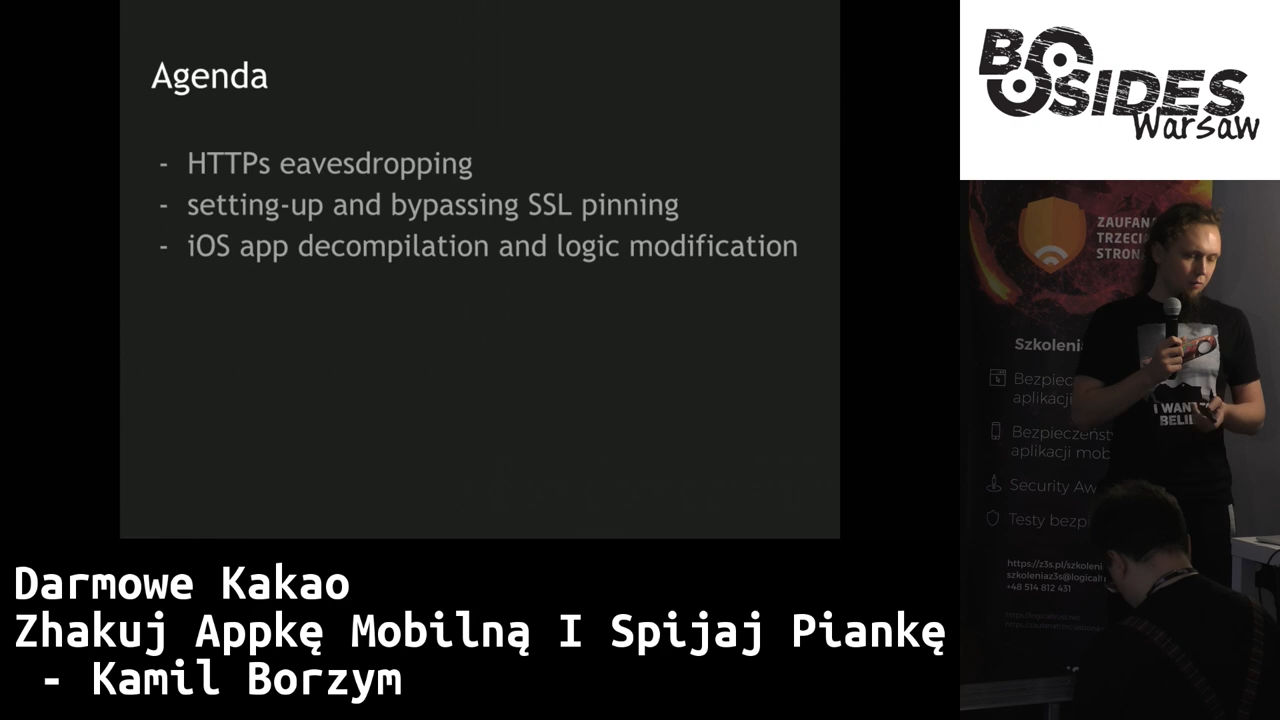 Agenda
- HTTPs eavesdropping
- setting-up and bypassing SSL pinning
- iOS app decompilation and logic modification
BSIDES
Warsaw
ZAUFANA
TRZECIA
STRONA
Szkoleni
Bezpiec
aplikacji
Bezpieczeńst
aplikacji mob
Security Aw
Testy bezp
https://z3s.pl/szkoleni
szkoleniaz3s@logicall
+48 514 812 431
I WANT
BELI
Darmowe Kakao
Zhakuj Appkę Mobilną I Spijaj Piankę
- Kamil Borzym